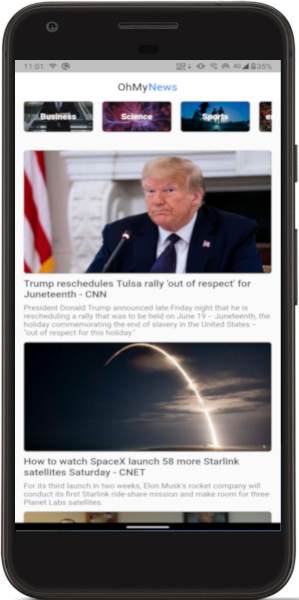 11:01 4G 35%
OhMyNews
Business Science Sports
Trump reschedules Tulsa rally 'out of respect' for
Juneteenth - CNN
President Donald Trump announced late Friday night that he is
rescheduling a rally that was to be held on June 19 – Juneteenth, the
holiday commemorating the end of slavery in the United States –
"out of respect for this holiday."
How to watch SpaceX launch 58 more Starlink
satellites Saturday - CNET
For its third launch in two weeks, Elon Musk's rocket company will
conduct its first Starlink ride-share mission and make room for three
Planet Labs satellites.